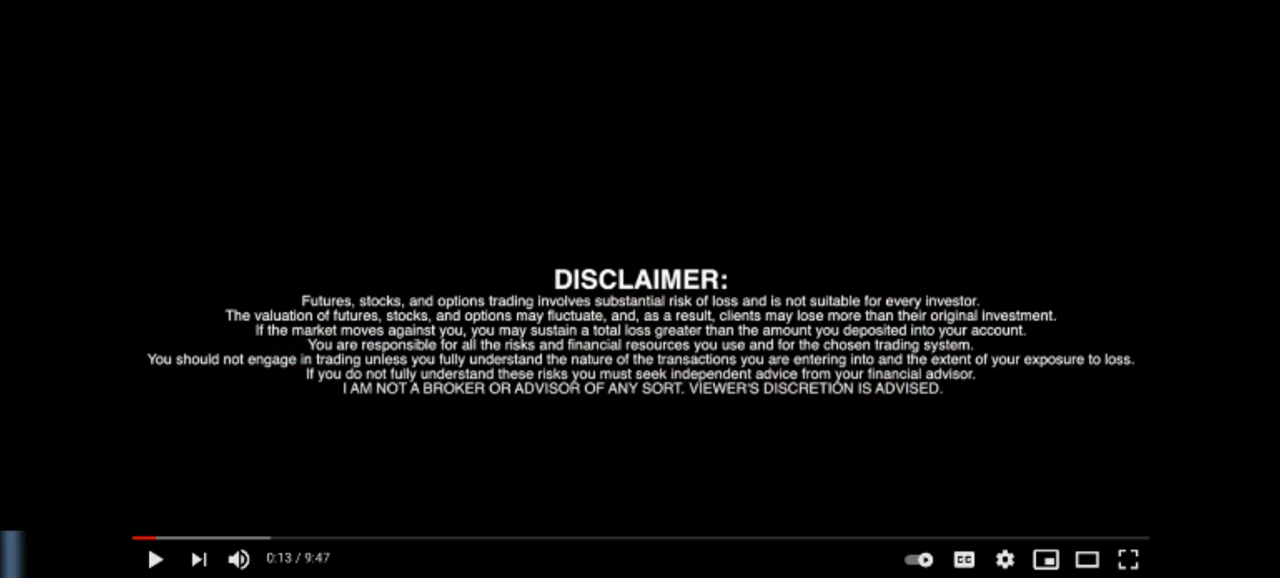 DISCLAIMER:
Futures, stocks, and options trading involves substantial risk of loss and is not suitable for every investor.
The valuation of futures, stocks, and options may fluctuate, and, as a result, clients may lose more than their original investment.
If the market moves against you, you may sustain a total loss greater than the amount you deposited into your account.
You are responsible for all the risks and financial resources you use and for the chosen trading system.
You should not engage in trading unless you fully understand the nature of the transactions you are entering into and the extent of your exposure to loss.
If you do not fully understand these risks you must seek independent advice from your financial advisor.
I AM NOT A BROKER OR ADVISOR OF ANY SORT. VIEWER'S DISCRETION IS ADVISED.
0:13 / 9:47
CC